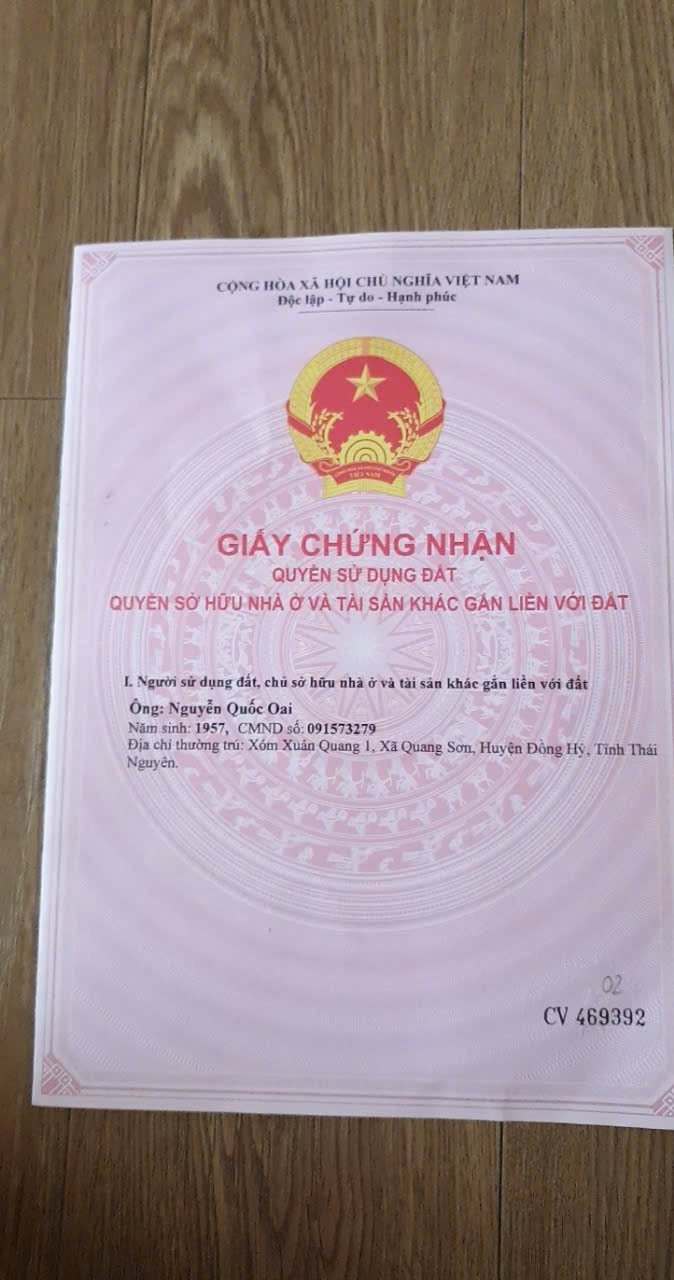 CỘNG HÒA XÃ HỘI CHỦ NGHĨA VIỆT NAM
Độc lập - Tự do - Hạnh phúc
VIỆT NAM
GIẤY CHỨNG NHẬN
QUYỀN SỬ DỤNG ĐẤT
QUYỀN SỞ HỮU NHÀ Ở VÀ TÀI SẢN KHÁC GẮN LIỀN VỚI ĐẤT
I. Người sử dụng đất, chủ sở hữu nhà ở và tài sản khác gắn liền với đất
Ông: Nguyễn Quốc Oai
Năm sinh: 1957, CMND số: 091573279
Địa chỉ thường trú: Xóm Xuân Quang 1, Xã Quang Sơn, Huyện Đồng Hỷ, Tỉnh Thái
Nguyên.
02
CV 469392